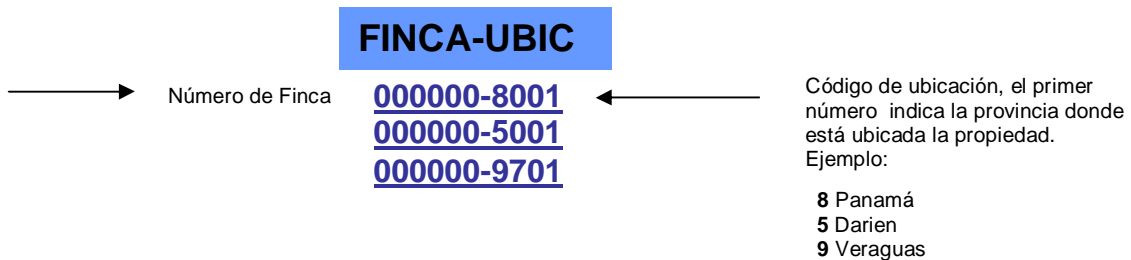 FINCA-UBIC
Número de Finca
000000-8001
000000-5001
000000-9701
Código de ubicación, el primer
número indica la provincia donde
está ubicada la propiedad.
Ejemplo:
8 Panamá
5 Darien
9 Veraguas